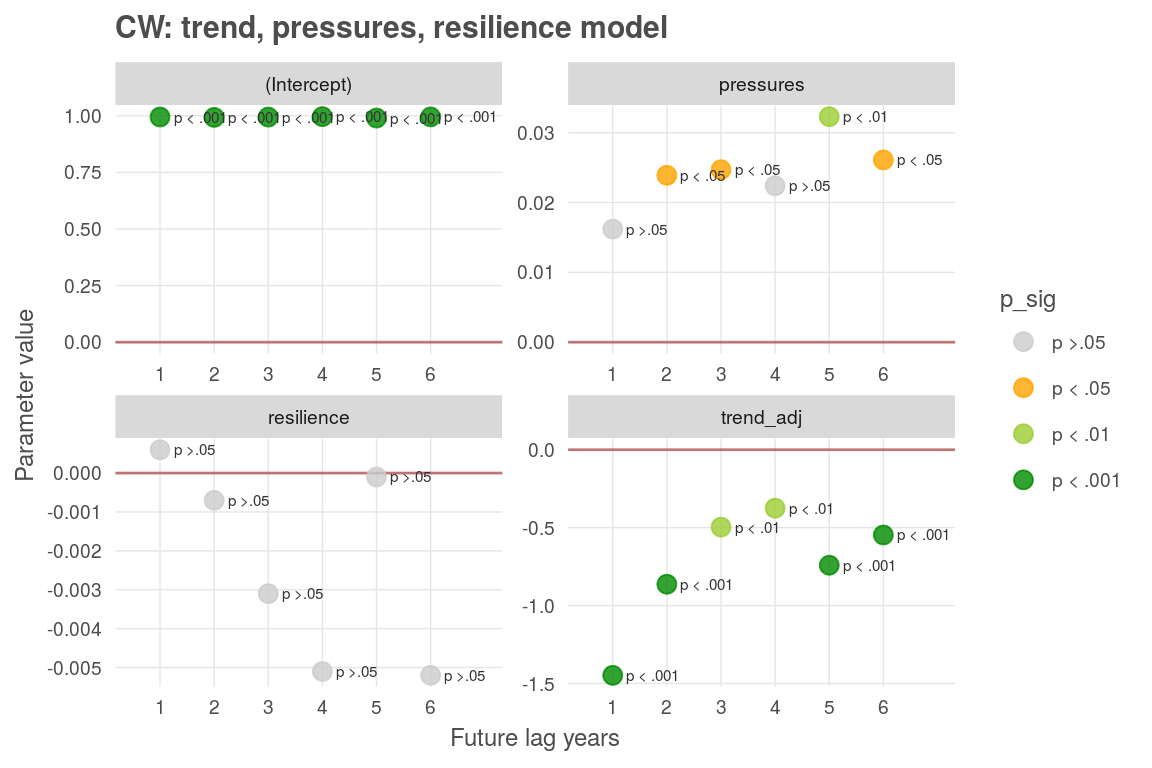 CW: trend, pressures, resilience model
(Intercept)
1.00
0.75
0.50
0.25
0.00
p < .001
p < .001
p < .001
p < .001
p < .001
p < .001
1 2 3 4 5 6
pressures
0.03
0.02
0.01
0.00
p >.05
p < .05
p < .05
p >.05
p < .01
p < .05
1 2 3 4 5 6
resilience
0.000
-0.001
-0.002
-0.003
-0.004
-0.005
p >.05
p >.05
p >.05
p >.05
p >.05
p >.05
1 2 3 4 5 6
trend_adj
0.0
-0.5
-1.0
-1.5
p < .001
p < .001
p < .01
p < .01
p < .001
p < .001
1 2 3 4 5 6
Parameter value
Future lag years
p_sig
p >.05
p < .05
p < .01
p < .001